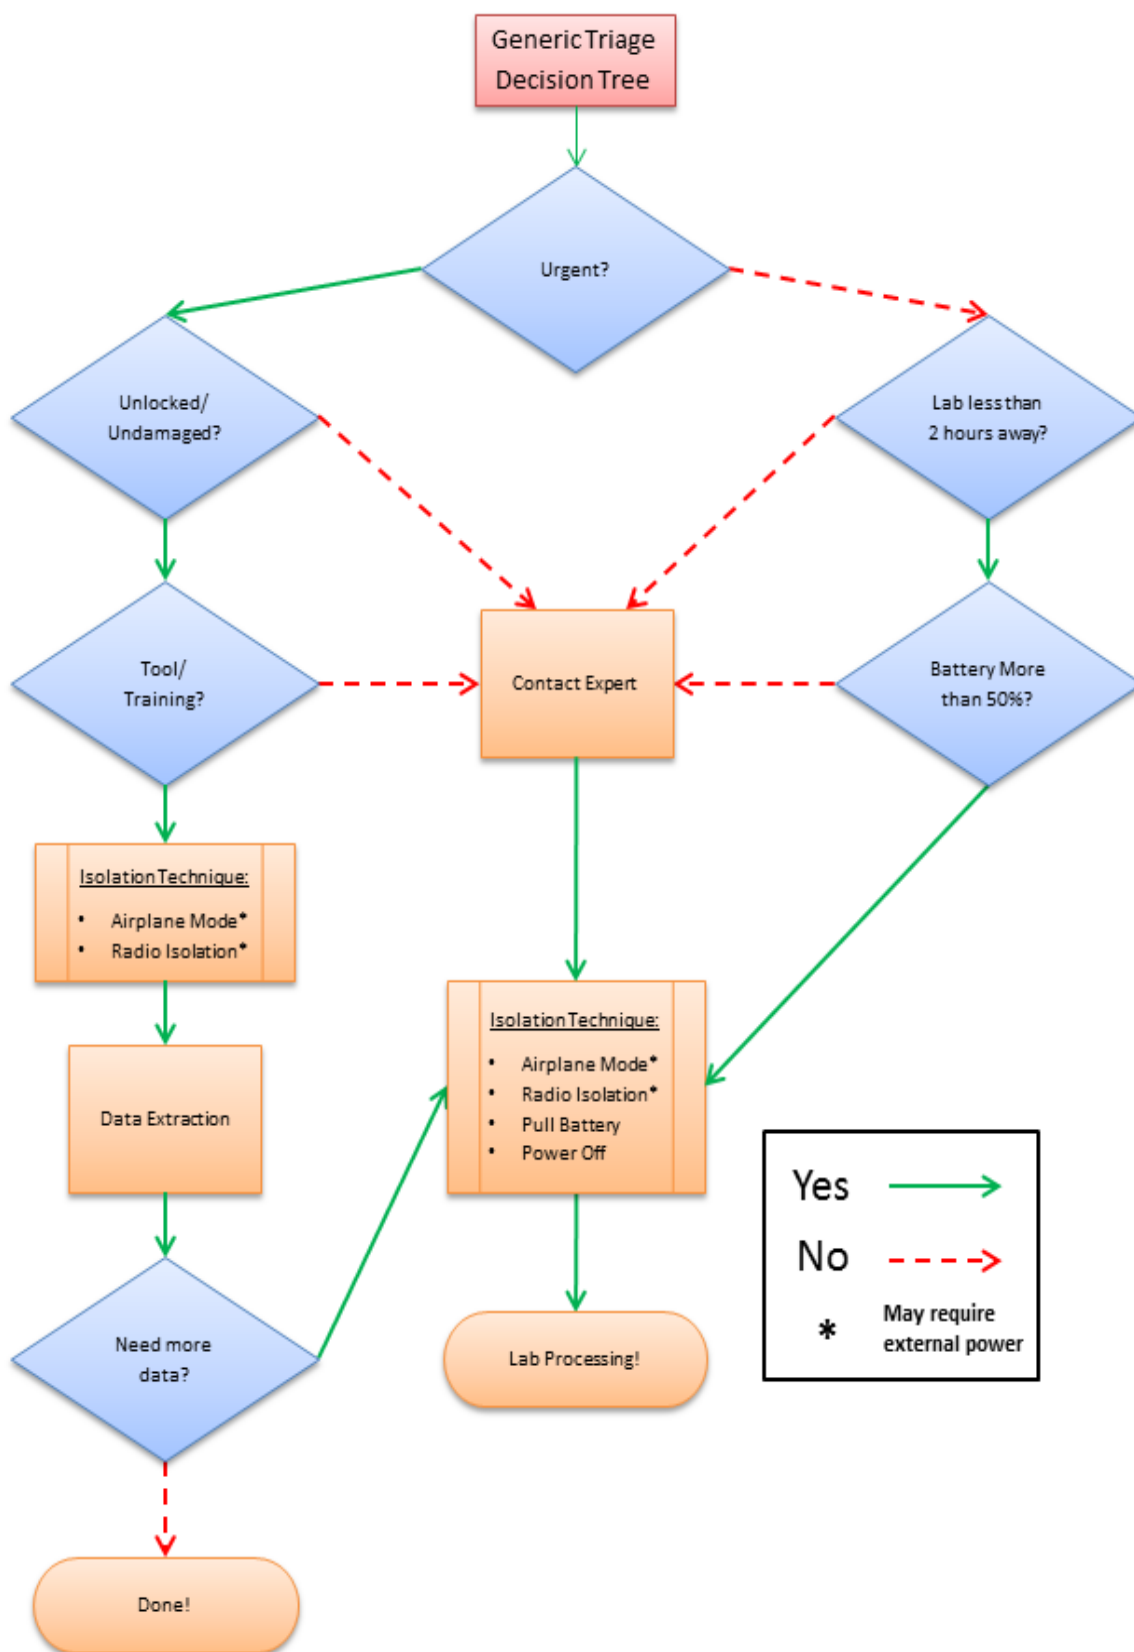 Generic Triage
Decision Tree
Urgent?
Unlocked/
Undamaged?
Lab less than
2 hours away?
Tool/
Training?
Contact Expert
Battery More
than 50%?
Isolation Technique:
• Airplane Mode*
• Radio Isolation*
Data Extraction
Isolation Technique:
• Airplane Mode*
• Radio Isolation*
• Pull Battery
• Power Off
Need more
data?
Lab Processing!
Done!
Yes
No
* May require
external power